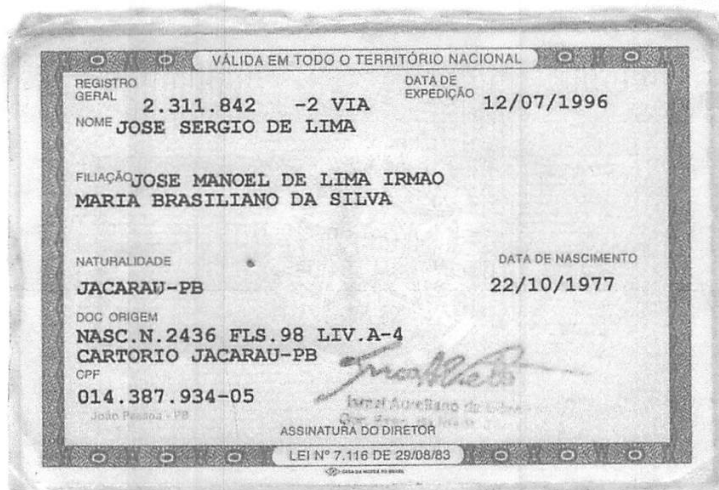 VÁLIDA EM TODO O TERRITÓRIO NACIONAL
REGISTRO GERAL 2.311.842 -2 VIA DATA DE EXPEDIÇÃO 12/07/1996
NOME JOSE SERGIO DE LIMA
FILIAÇÃO JOSE MANOEL DE LIMA IRMAO
MARIA BRASILIANO DA SILVA
NATURALIDADE DATA DE NASCIMENTO
JACARAU-PB 22/10/1977
DOC ORIGEM
NASC.N.2436 FLS.98 LIV.A-4
CARTORIO JACARAU-PB
CPF
014.387.934-05
João Pessoa - PB
ASSINATURA DO DIRETOR
LEI Nº 7.116 DE 29/08/83